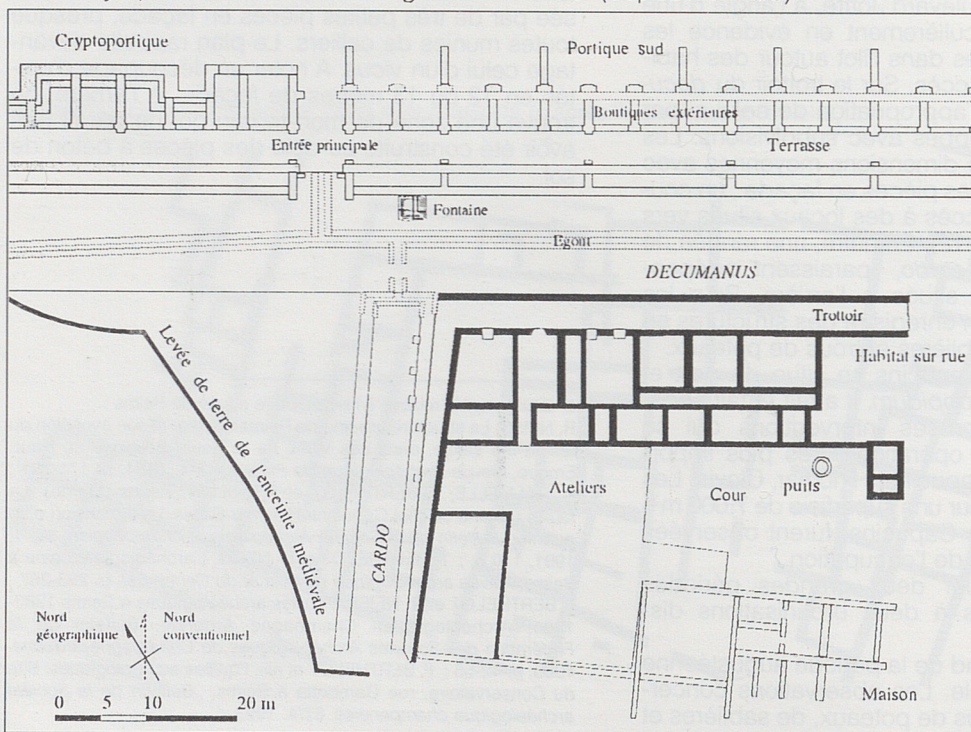 Cryptoportique
Portique sud
Boutiques extérieures
Entrée principale
Terrasse
Fontaine
Egout
DECUMANUS
Trottoir
Habitat sur rue
Levée de terre de l'enceinte médiévale
CARDO
Ateliers
Cour
puits
Nord géographique
Nord conventionnel
Maison
0 5 10 20 m